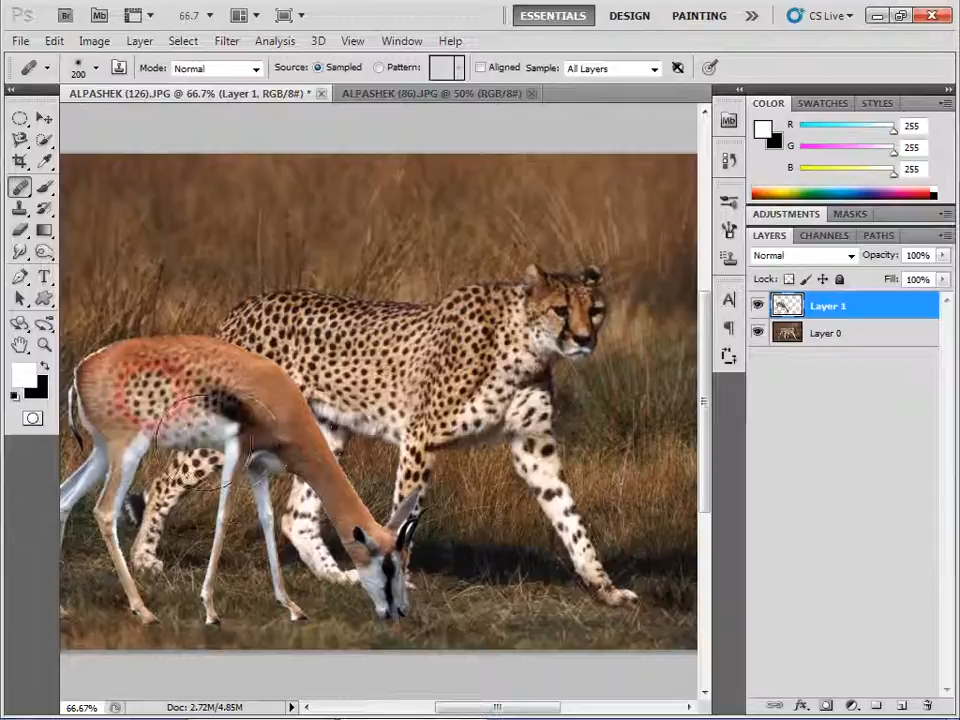 Ps Br Mb 66.7 ESSENTIALS DESIGN PAINTING CS Live
File Edit Image Layer Select Filter Analysis 3D View Window Help
200 Mode: Normal Source: Sampled Pattern: Aligned Sample: All Layers
ALPASHEK (126).JPG @ 66.7% (Layer 1, RGB/8#) * ALPASHEK (86).JPG @ 50% (RGB/8#)
COLOR SWATCHES STYLES
Mb
R 255
G 255
B 255
ADJUSTMENTS MASKS
LAYERS CHANNELS PATHS
Normal Opacity: 100%
Lock: Fill: 100%
Layer 1
Layer 0
66.67% Doc: 2.72M/4.85M